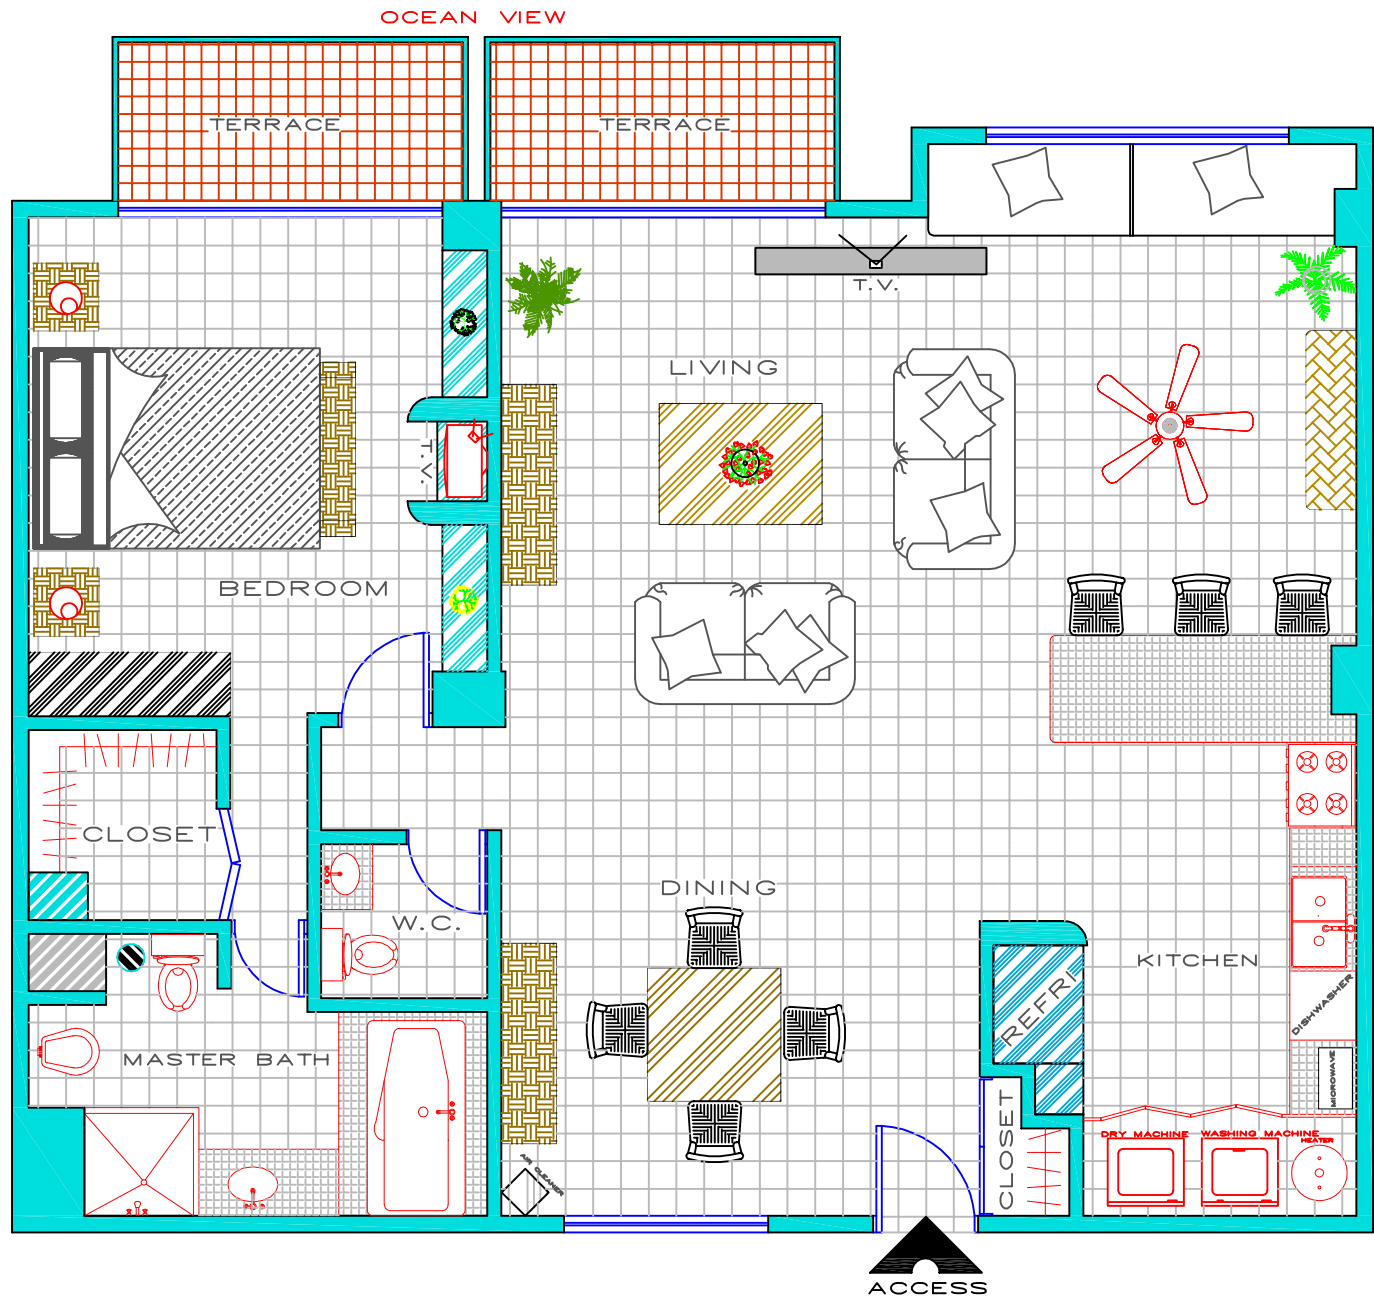 OCEAN VIEW
TERRACE
TERRACE
T.V.
LIVING
T.V.
BEDROOM
CLOSET
DINING
W.C.
KITCHEN
REFRI
DISHWASHER
MASTER BATH
MICROWAVE
CLOSET
DRY MACHINE
WASHING MACHINE
HEATER
AIR CLEANER
ACCESS